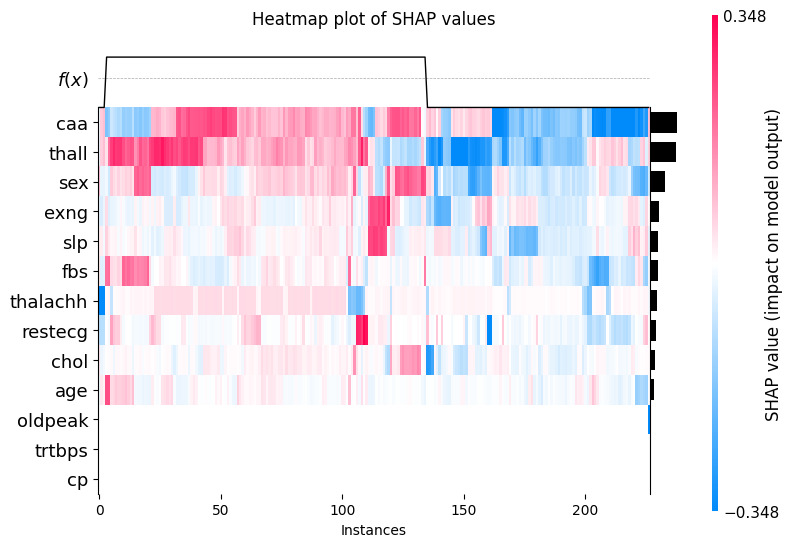 Heatmap plot of SHAP values
0.348
f(x)
caa
thall
sex
exng
slp
fbs
thalachh
restecg
chol
age
oldpeak
trtbps
cp
0 50 100 150 200
Instances
SHAP value (impact on model output)
−0.348